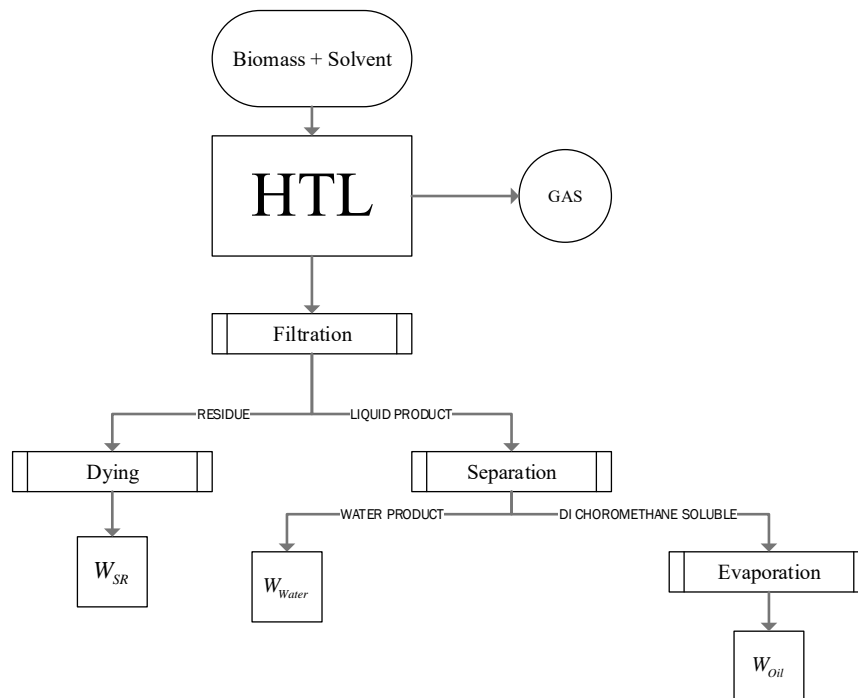 Biomass + Solvent
HTL
GAS
Filtration
RESIDUE
LIQUID PRODUCT
Dying
Separation
WATER PRODUCT
DI CHOROMETHANE SOLUBLE
W_SR
W_Water
Evaporation
W_Oil